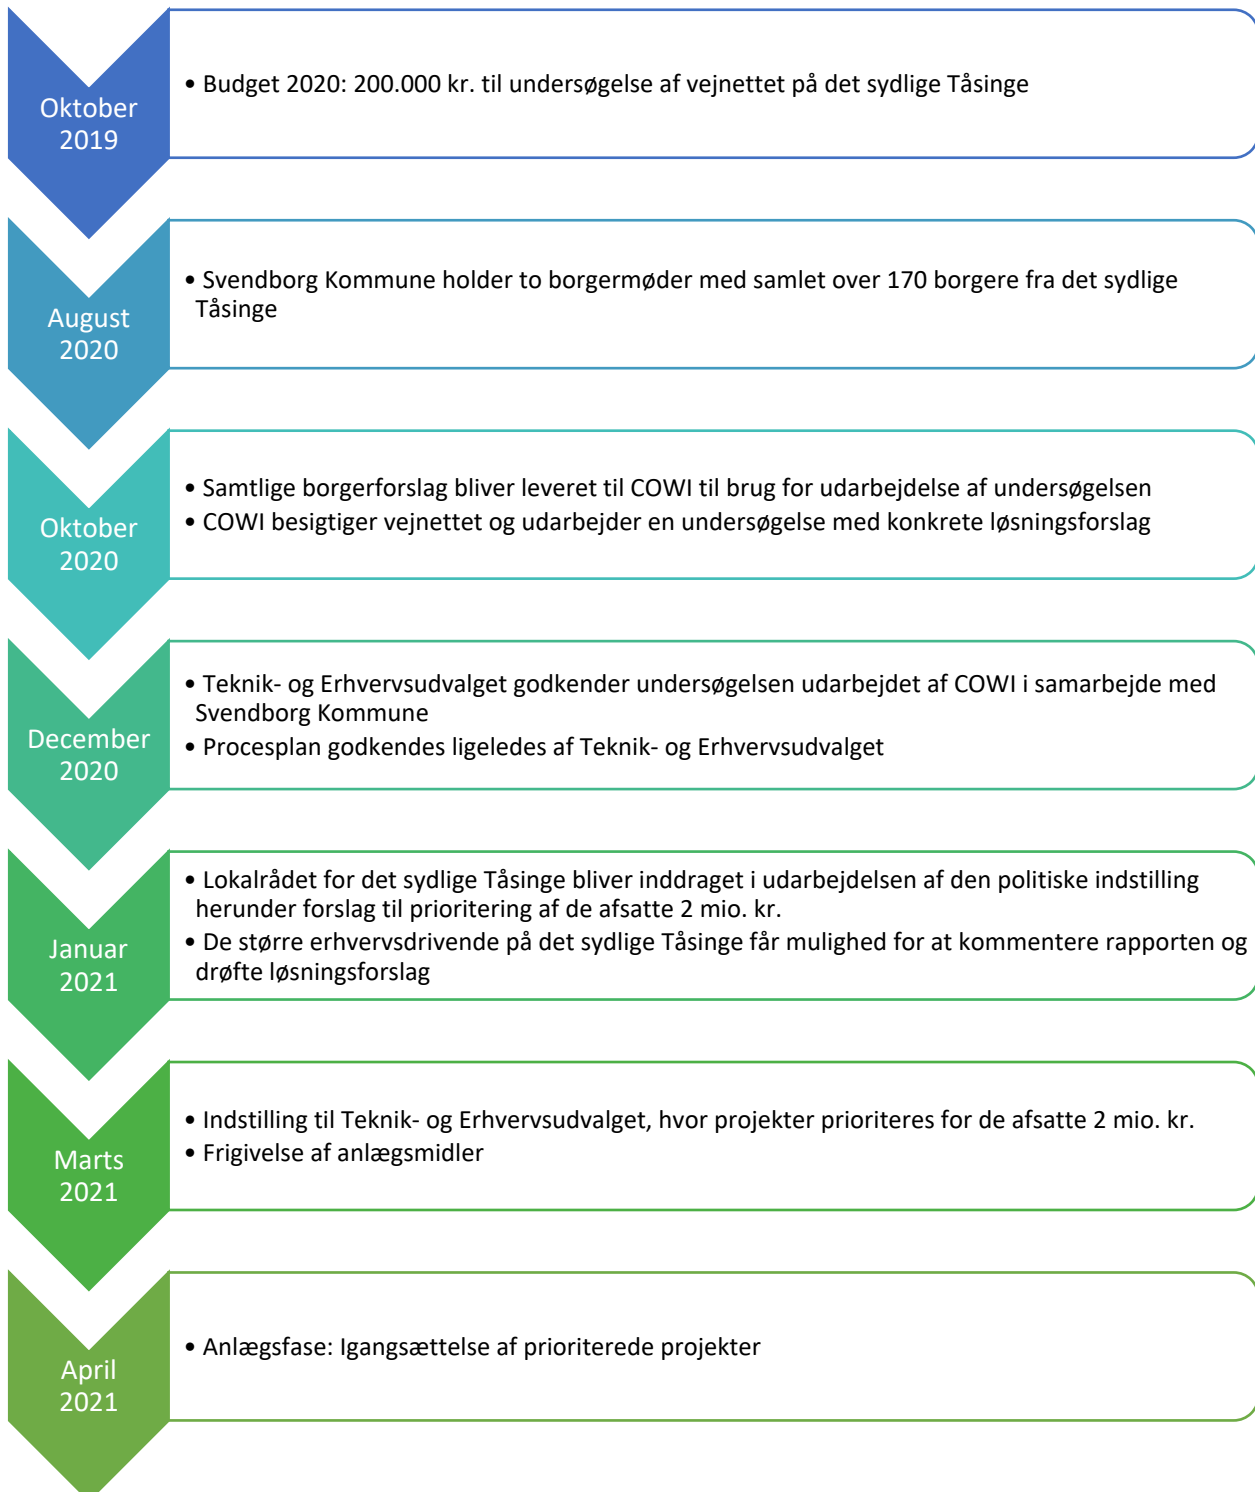 Oktober
2019
• Budget 2020: 200.000 kr. til undersøgelse af vejnettet på det sydlige Tåsinge
August
2020
• Svendborg Kommune holder to borgermøder med samlet over 170 borgere fra det sydlige
Tåsinge
Oktober
2020
• Samtlige borgerforslag bliver leveret til COWI til brug for udarbejdelse af undersøgelsen
• COWI besigtiger vejnettet og udarbejder en undersøgelse med konkrete løsningsforslag
December
2020
• Teknik- og Erhvervsudvalget godkender undersøgelsen udarbejdet af COWI i samarbejde med
Svendborg Kommune
• Procesplan godkendes ligeledes af Teknik- og Erhvervsudvalget
Januar
2021
• Lokalrådet for det sydlige Tåsinge bliver inddraget i udarbejdelsen af den politiske indstilling
herunder forslag til prioritering af de afsatte 2 mio. kr.
• De større erhvervsdrivende på det sydlige Tåsinge får mulighed for at kommentere rapporten og
drøfte løsningsforslag
Marts
2021
• Indstilling til Teknik- og Erhvervsudvalget, hvor projekter prioriteres for de afsatte 2 mio. kr.
• Frigivelse af anlægsmidler
April
2021
• Anlægsfase: Igangsættelse af prioriterede projekter